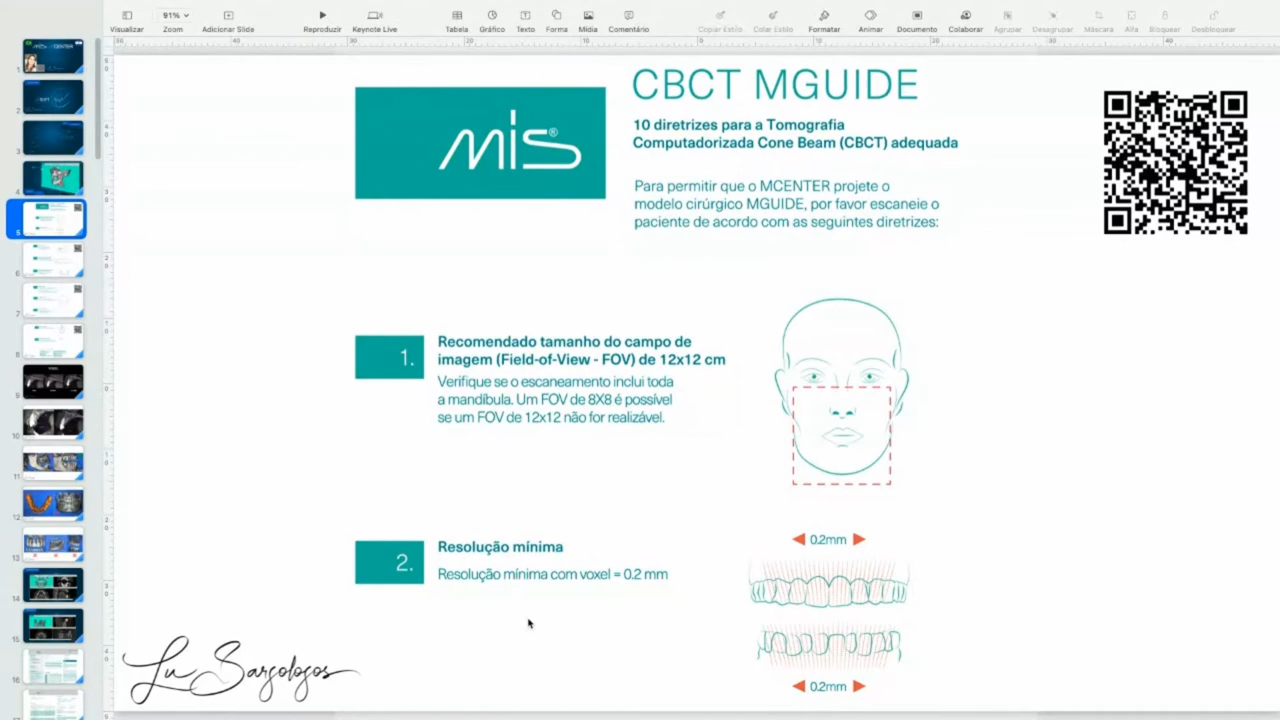 91%
Visualizar
Zoom
Adicionar Slide
Reproduzir
Keynote Live
Tabela
Gráfico
Texto
Forma
Mídia
Comentário
Copiar Estilo
Colar Estilo
Formatar
Animar
Documento
Colaborar
Agrupar
Desagrupar
Máscara
Alfa
Bloquear
Desbloquear
mis®
CBCT MGUIDE
10 diretrizes para a Tomografia
Computadorizada Cone Beam (CBCT) adequada
Para permitir que o MCENTER projete o
modelo cirúrgico MGUIDE, por favor escaneie o
paciente de acordo com as seguintes diretrizes:
1.
Recomendado tamanho do campo de
imagem (Field-of-View - FOV) de 12x12 cm
Verifique se o escaneamento inclui toda
a mandíbula. Um FOV de 8X8 é possível
se um FOV de 12x12 não for realizável.
2.
Resolução mínima
Resolução mínima com voxel = 0.2 mm
0.2mm
0.2mm
Lu Sargologos